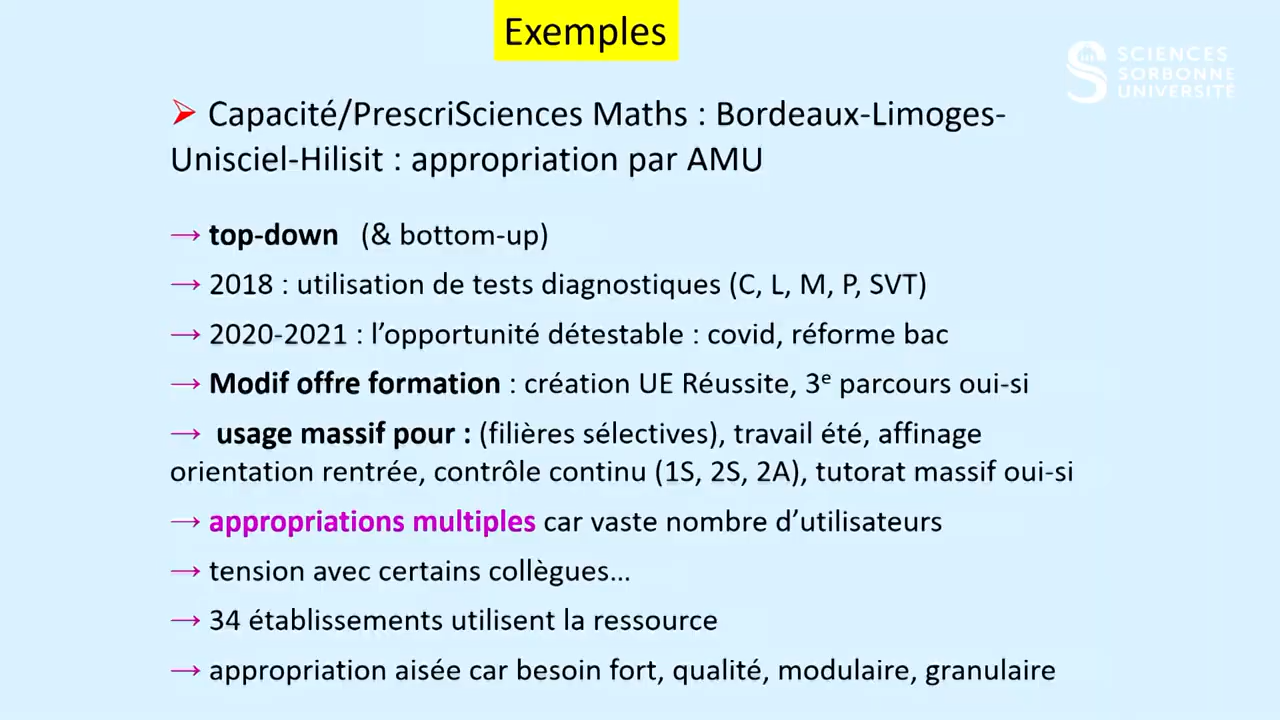 Exemples
SCIENCES
SORBONNE
UNIVERSITÉ
➢ Capacité/PrescriSciences Maths : Bordeaux-Limoges-
Unisciel-Hilisit : appropriation par AMU
→ top-down (& bottom-up)
→ 2018 : utilisation de tests diagnostiques (C, L, M, P, SVT)
→ 2020-2021 : l’opportunité détestable : covid, réforme bac
→ Modif offre formation : création UE Réussite, 3ᵉ parcours oui-si
→ usage massif pour : (filières sélectives), travail été, affinage
orientation rentrée, contrôle continu (1S, 2S, 2A), tutorat massif oui-si
→ appropriations multiples car vaste nombre d’utilisateurs
→ tension avec certains collègues…
→ 34 établissements utilisent la ressource
→ appropriation aisée car besoin fort, qualité, modulaire, granulaire